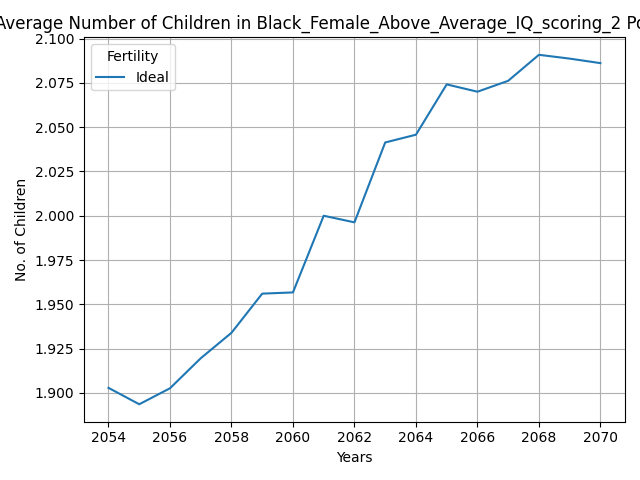 Average Number of Children in Black_Female_Above_Average_IQ_scoring_2 Po
2.100
2.075
2.050
2.025
2.000
1.975
1.950
1.925
1.900
No. of Children
Fertility
Ideal
2054 2056 2058 2060 2062 2064 2066 2068 2070
Years